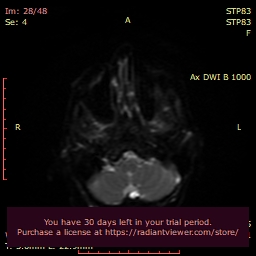 Im: 28/48
Se: 4
STP83
STP83
F
A
Ax DWI B 1000
R
L
You have 30 days left in your trial period.
Purchase a license at https://radiantviewer.com/store/